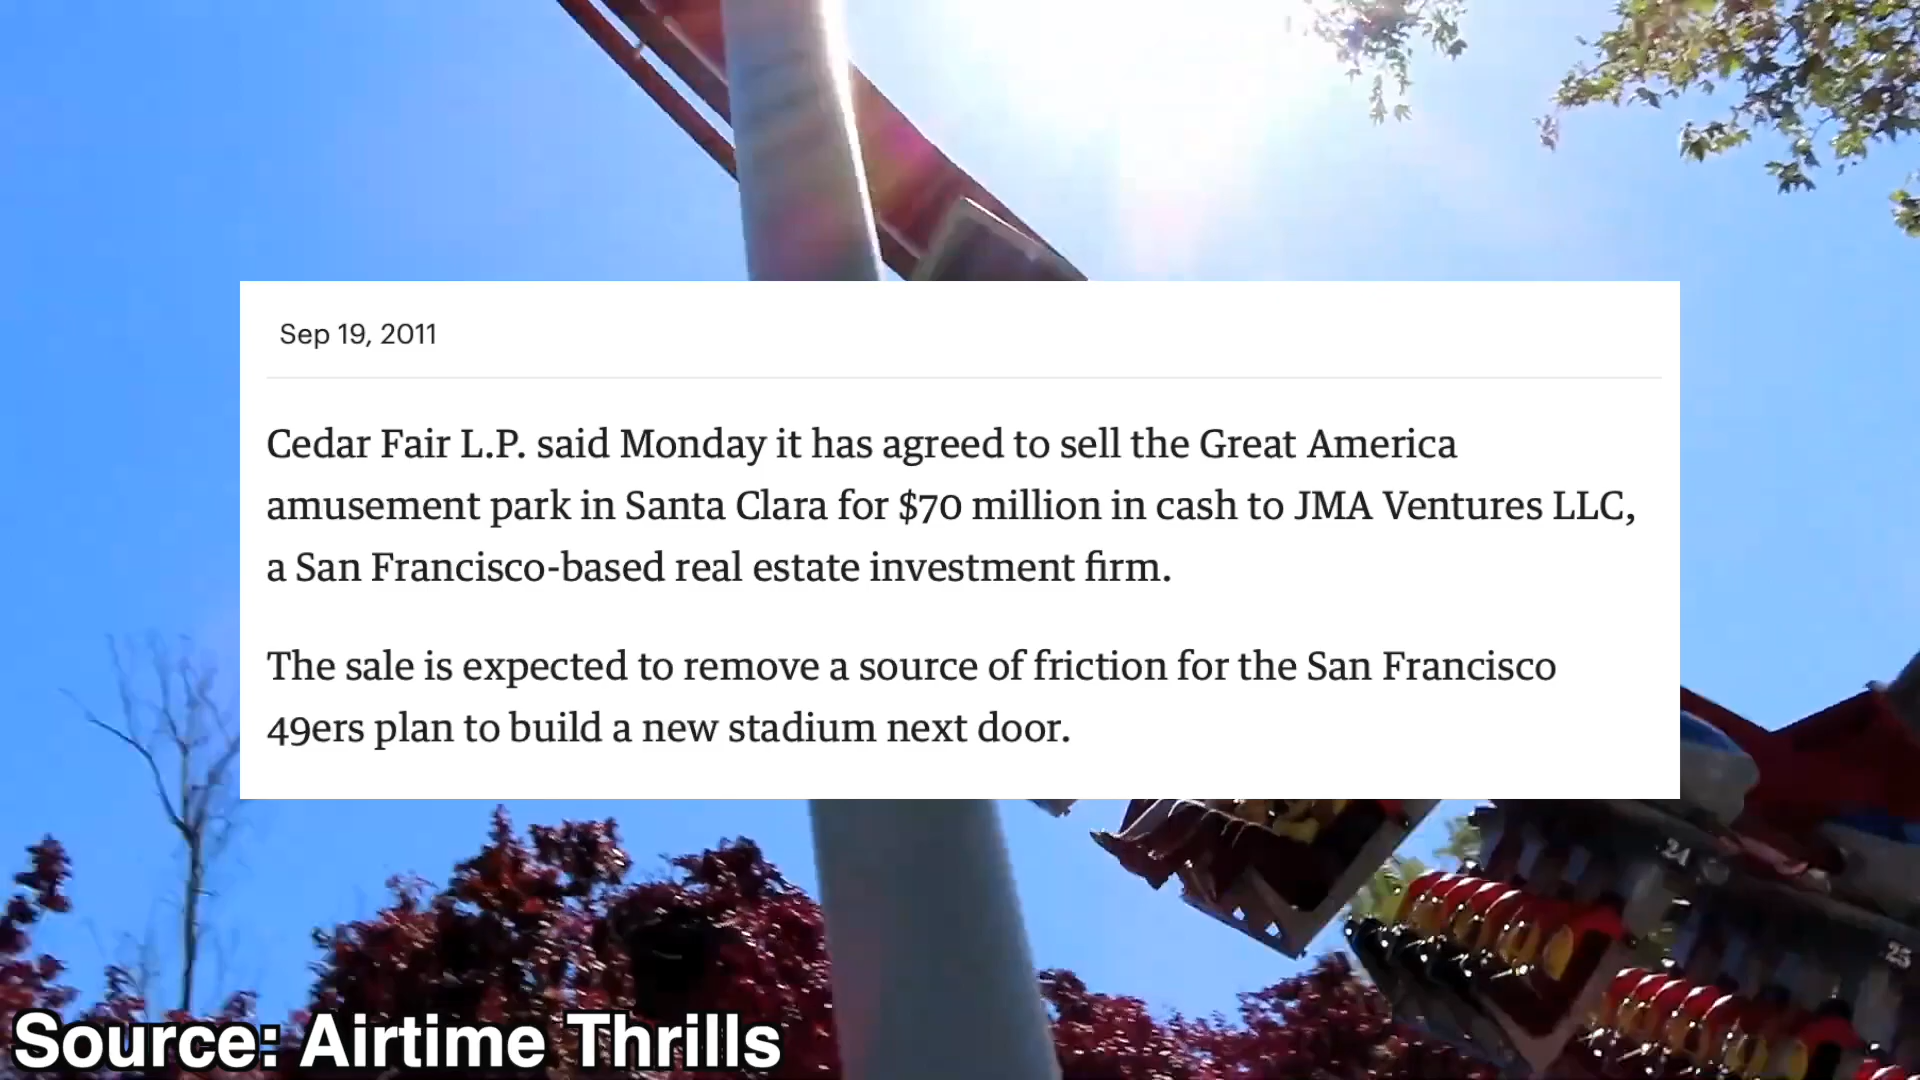 Sep 19, 2011
Cedar Fair L.P. said Monday it has agreed to sell the Great America
amusement park in Santa Clara for $70 million in cash to JMA Ventures LLC,
a San Francisco-based real estate investment firm.
The sale is expected to remove a source of friction for the San Francisco
49ers plan to build a new stadium next door.
24
25
Source: Airtime Thrills